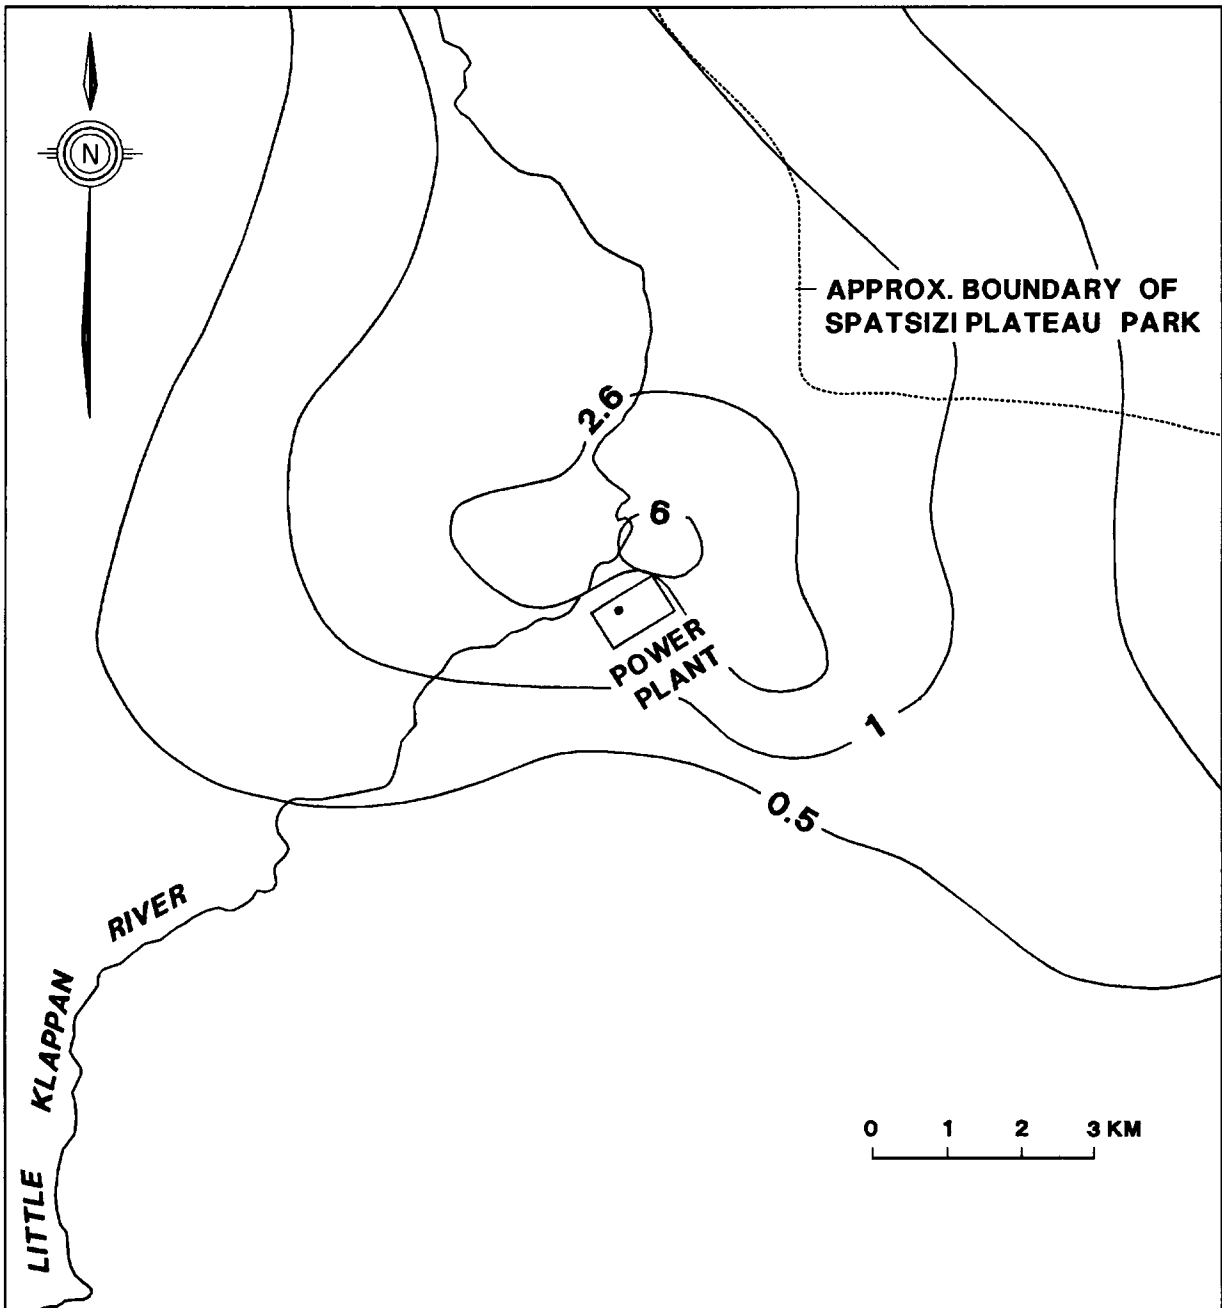 N
APPROX. BOUNDARY OF
SPATSIZI PLATEAU PARK
2.6
6
POWER
PLANT
1
0.5
RIVER
KLAPPAN
LITTLE
0 1 2 3 KM